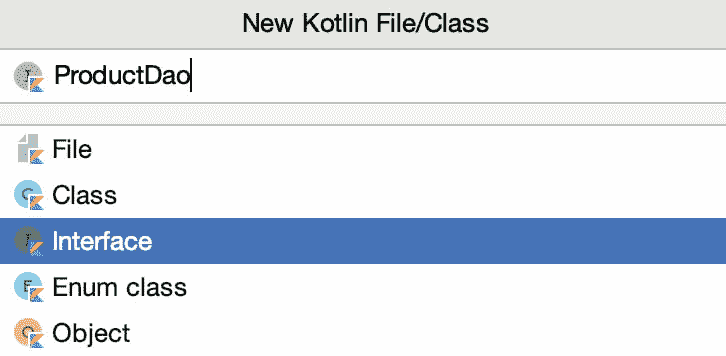 New Kotlin File/Class
ProductDao
File
Class
Interface
Enum class
Object